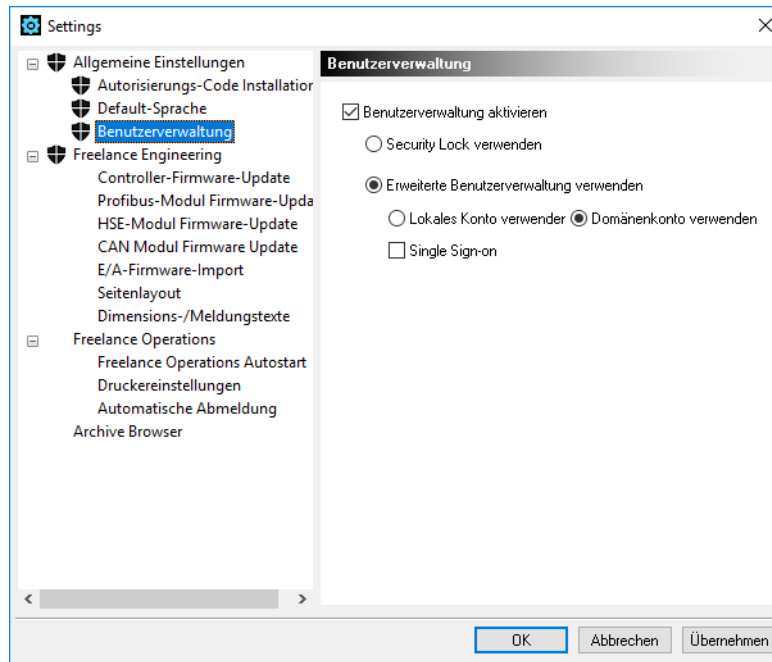 Settings
Allgemeine Einstellungen
Autorisierungs-Code Installation
Default-Sprache
Benutzerverwaltung
Freelance Engineering
Controller-Firmware-Update
Profibus-Modul Firmware-Upda
HSE-Modul Firmware-Update
CAN Modul Firmware Update
E/A-Firmware-Import
Seitenlayout
Dimensions-/Meldungstexte
Freelance Operations
Freelance Operations Autostart
Druckereinstellungen
Automatische Abmeldung
Archive Browser
Benutzerverwaltung
Benutzerverwaltung aktivieren
Security Lock verwenden
Erweiterte Benutzerverwaltung verwenden
Lokales Konto verwender Domänenkonto verwenden
Single Sign-on
OK Abbrechen Übernehmen